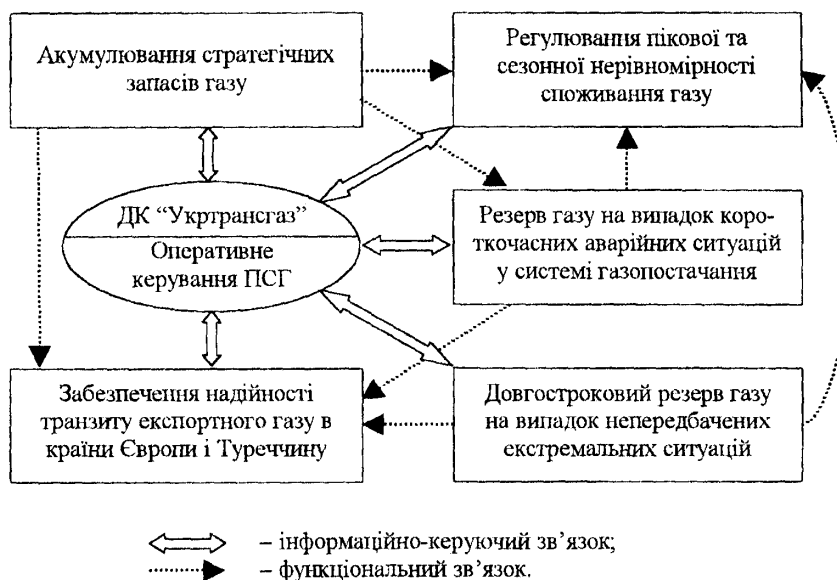 Акумулювання стратегічних
запасів газу
Регулювання пікової та
сезонної нерівномірності
споживання газу
ДК “Укртрансгаз”
Оперативне
керування ПСГ
Резерв газу на випадок коро-
ткочасних аварійних ситуацій
у системі газопостачання
Забезпечення надійності
транзиту експортного газу в
країни Європи і Туреччину
Довгостроковий резерв газу
на випадок непередбачених
екстремальних ситуацій
– інформаційно-керуючий зв’язок;
– функціональний зв’язок.